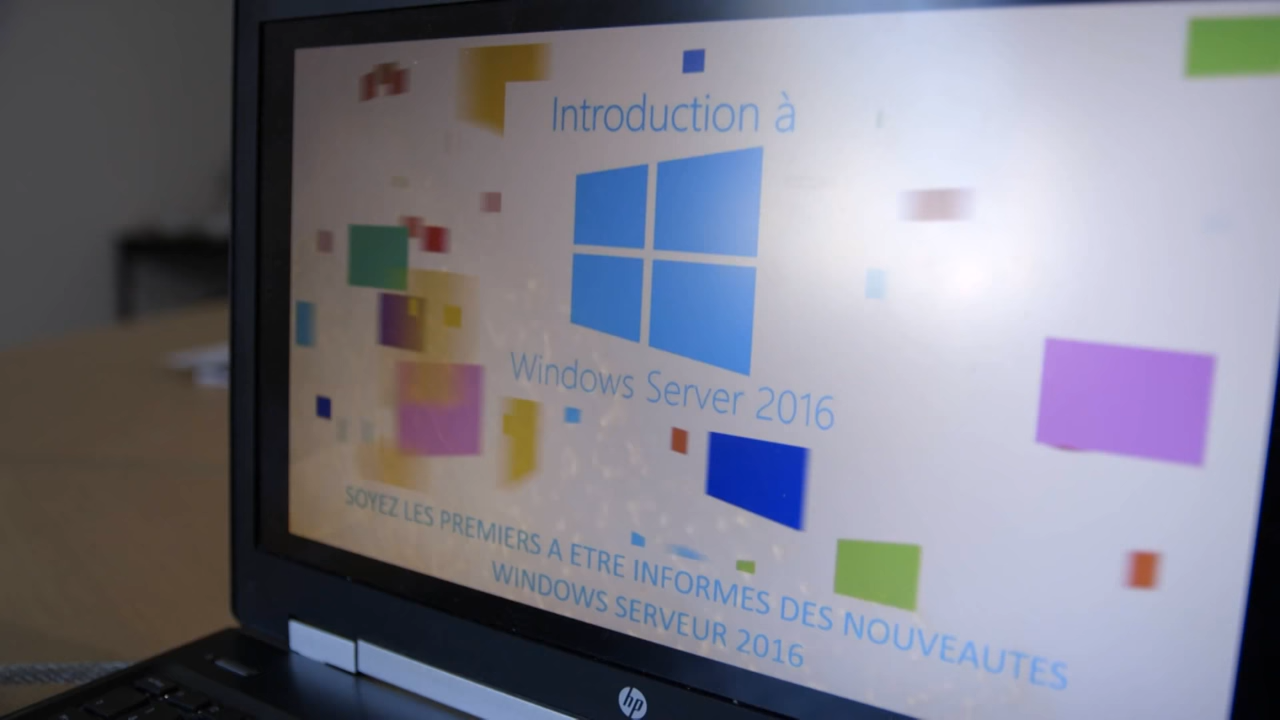 Introduction à
Windows Server 2016
SOYEZ LES PREMIERS A ETRE INFORMES DES NOUVEAUTES
WINDOWS SERVEUR 2016
hp